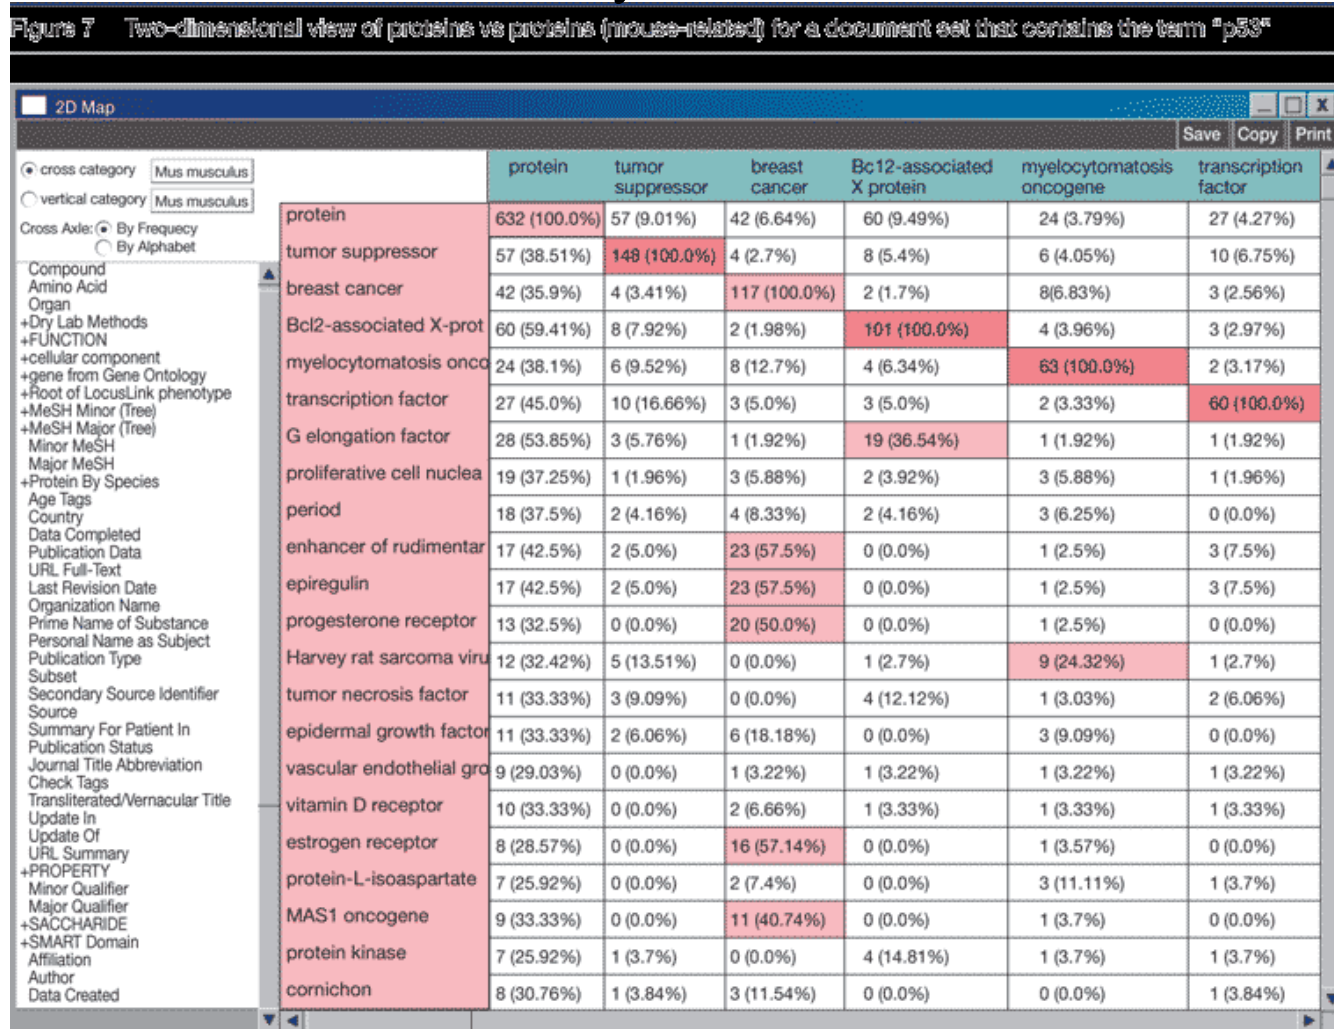 Figure 7 Two-dimensional view of proteins vs proteins (mouse-related) for a document set that contains the term "p53"
2D Map
Save Copy Print
cross category Mus musculus
vertical category Mus musculus
Cross Axle: By Frequecy
By Alphabet
Compound
Amino Acid
Organ
+Dry Lab Methods
+FUNCTION
+cellular component
+gene from Gene Ontology
+Root of LocusLink phenotype
+MeSH Minor (Tree)
+MeSH Major (Tree)
Minor MeSH
Major MeSH
+Protein By Species
Age Tags
Country
Data Completed
Publication Data
URL Full-Text
Last Revision Date
Organization Name
Prime Name of Substance
Personal Name as Subject
Publication Type
Subset
Secondary Source Identifier
Source
Summary For Patient In
Publication Status
Journal Title Abbreviation
Check Tags
Transliterated/Vernacular Title
Update In
Update Of
URL Summary
+PROPERTY
Minor Qualifier
Major Qualifier
+SACCHARIDE
+SMART Domain
Affiliation
Author
Data Created
protein tumor suppressor breast cancer Bc12-associated X protein myelocytomatosis oncogene transcription factor
protein 632 (100.0%) 57 (9.01%) 42 (6.64%) 60 (9.49%) 24 (3.79%) 27 (4.27%)
tumor suppressor 57 (38.51%) 148 (100.0%) 4 (2.7%) 8 (5.4%) 6 (4.05%) 10 (6.75%)
breast cancer 42 (35.9%) 4 (3.41%) 117 (100.0%) 2 (1.7%) 8(6.83%) 3 (2.56%)
Bcl2-associated X-prot 60 (59.41%) 8 (7.92%) 2 (1.98%) 101 (100.0%) 4 (3.96%) 3 (2.97%)
myelocytomatosis onco 24 (38.1%) 6 (9.52%) 8 (12.7%) 4 (6.34%) 63 (100.0%) 2 (3.17%)
transcription factor 27 (45.0%) 10 (16.66%) 3 (5.0%) 3 (5.0%) 2 (3.33%) 60 (100.0%)
G elongation factor 28 (53.85%) 3 (5.76%) 1 (1.92%) 19 (36.54%) 1 (1.92%) 1 (1.92%)
proliferative cell nuclea 19 (37.25%) 1 (1.96%) 3 (5.88%) 2 (3.92%) 3 (5.88%) 1 (1.96%)
period 18 (37.5%) 2 (4.16%) 4 (8.33%) 2 (4.16%) 3 (6.25%) 0 (0.0%)
enhancer of rudimentar 17 (42.5%) 2 (5.0%) 23 (57.5%) 0 (0.0%) 1 (2.5%) 3 (7.5%)
epiregulin 17 (42.5%) 2 (5.0%) 23 (57.5%) 0 (0.0%) 1 (2.5%) 3 (7.5%)
progesterone receptor 13 (32.5%) 0 (0.0%) 20 (50.0%) 0 (0.0%) 1 (2.5%) 0 (0.0%)
Harvey rat sarcoma viru 12 (32.42%) 5 (13.51%) 0 (0.0%) 1 (2.7%) 9 (24.32%) 1 (2.7%)
tumor necrosis factor 11 (33.33%) 3 (9.09%) 0 (0.0%) 4 (12.12%) 1 (3.03%) 2 (6.06%)
epidermal growth factor 11 (33.33%) 2 (6.06%) 6 (18.18%) 0 (0.0%) 3 (9.09%) 0 (0.0%)
vascular endothelial gro 9 (29.03%) 0 (0.0%) 1 (3.22%) 1 (3.22%) 1 (3.22%) 1 (3.22%)
vitamin D receptor 10 (33.33%) 0 (0.0%) 2 (6.66%) 1 (3.33%) 1 (3.33%) 1 (3.33%)
estrogen receptor 8 (28.57%) 0 (0.0%) 16 (57.14%) 0 (0.0%) 1 (3.57%) 0 (0.0%)
protein-L-isoaspartate 7 (25.92%) 0 (0.0%) 2 (7.4%) 0 (0.0%) 3 (11.11%) 1 (3.7%)
MAS1 oncogene 9 (33.33%) 0 (0.0%) 11 (40.74%) 0 (0.0%) 1 (3.7%) 0 (0.0%)
protein kinase 7 (25.92%) 1 (3.7%) 0 (0.0%) 4 (14.81%) 1 (3.7%) 1 (3.7%)
cornichon 8 (30.76%) 1 (3.84%) 3 (11.54%) 0 (0.0%) 0 (0.0%) 1 (3.84%)